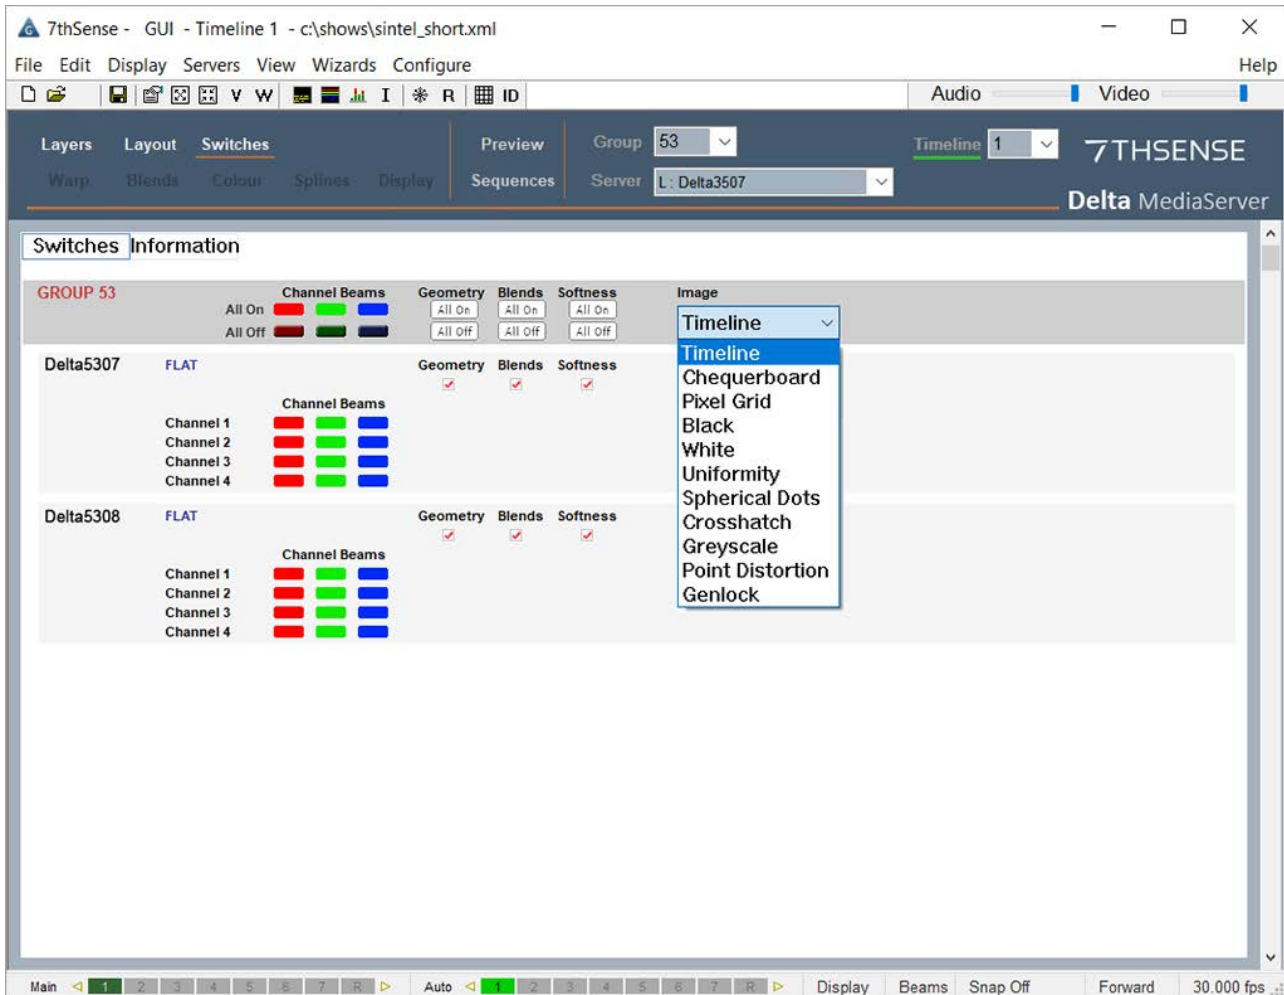 7thSense - GUI - Timeline 1 - c:\shows\sintel_short.xml
File Edit Display Servers View Wizards Configure Help
V W I R ID Audio Video
Layers Layout Switches Preview Group 53 Timeline 1 7THSENSE
Warp Blends Colour Splines Display Sequences Server L : Delta3507
Delta MediaServer
Switches Information
GROUP 53 Channel Beams Geometry Blends Softness Image
All On All On All On All On
Timeline
All Off All Off All Off All Off
Timeline
Chequerboard
Pixel Grid
Black
White
Uniformity
Spherical Dots
Crosshatch
Greyscale
Point Distortion
Genlock
Delta5307 FLAT Geometry Blends Softness
Channel Beams
Channel 1
Channel 2
Channel 3
Channel 4
Delta5308 FLAT Geometry Blends Softness
Channel Beams
Channel 1
Channel 2
Channel 3
Channel 4
Main 1 2 3 4 5 6 7 R Auto 1 2 3 4 5 6 7 R Display Beams Snap Off Forward 30.000 fps